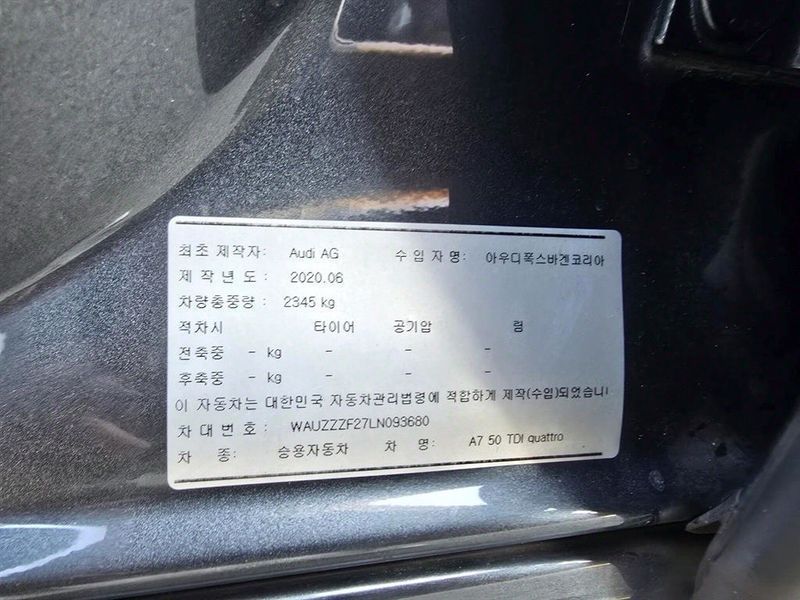 최초 제작자: Audi AG 수입자명: 아우디폭스바겐코리아
제작년도: 2020.06
차량총중량: 2345 kg
적차시 타이어 공기압 림
전축중 - kg - - -
후축중 - kg - - -
이 자동차는 대한민국 자동차관리법령에 적합하게 제작(수입)되었습니
차대번호: WAUZZZF27LN093680
차 종: 승용자동차 차 명: A7 50 TDI quattro